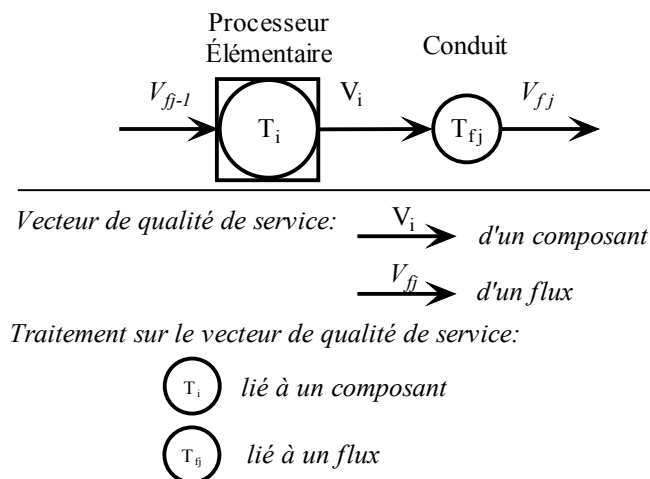 Processeur
Élémentaire
Conduit
V_{fj-1}
V_i
V_{fj}
T_i
T_{fj}
Vecteur de qualité de service:
V_i
d'un composant
V_{fj}
d'un flux
Traitement sur le vecteur de qualité de service:
T_i
lié à un composant
T_{fj}
lié à un flux